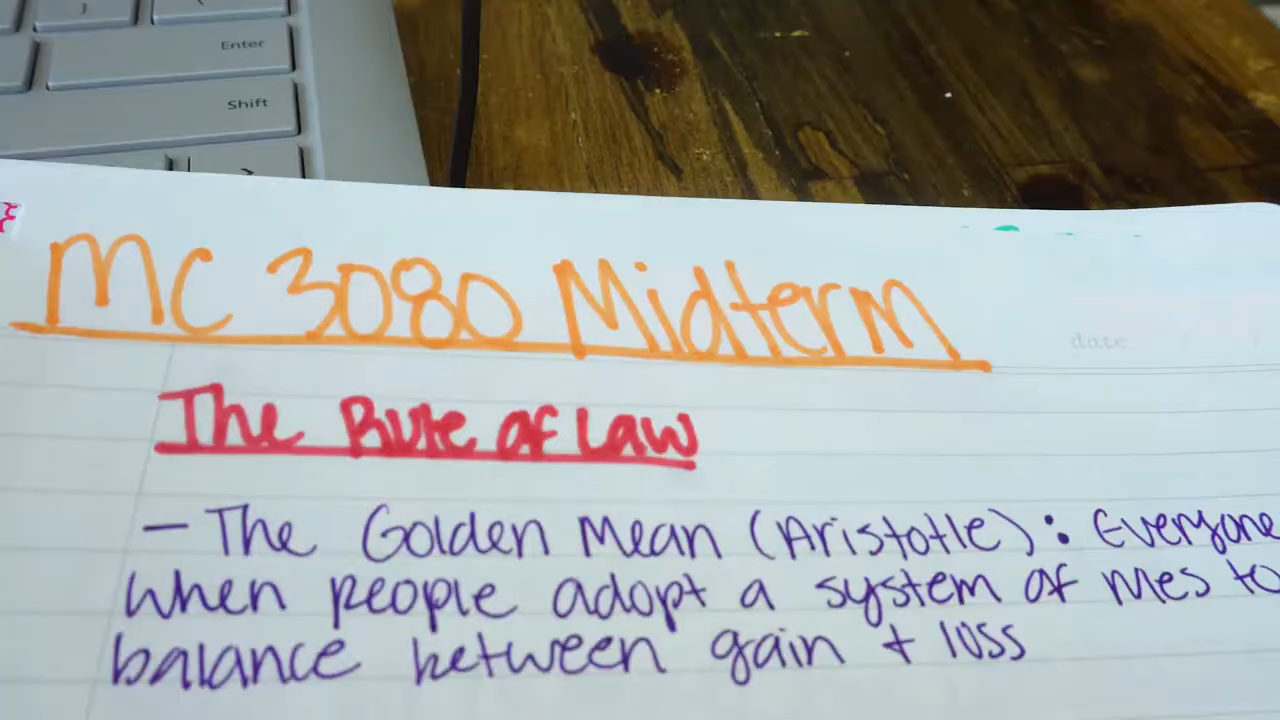 Enter
Shift
MC 3080 Midterm
date
The Rule of Law
- The Golden Mean (Aristotle): Everyone
when people adopt a system of rules to
balance between gain + loss